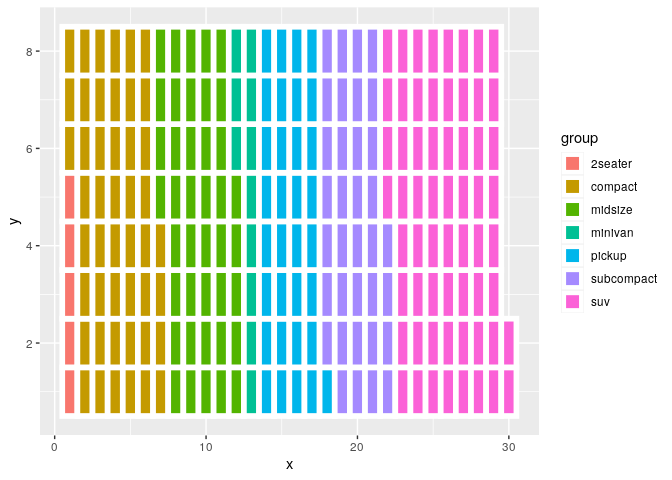 8
6
4
2
y
0
10
20
30
x
group
2seater
compact
midsize
minivan
pickup
subcompact
suv